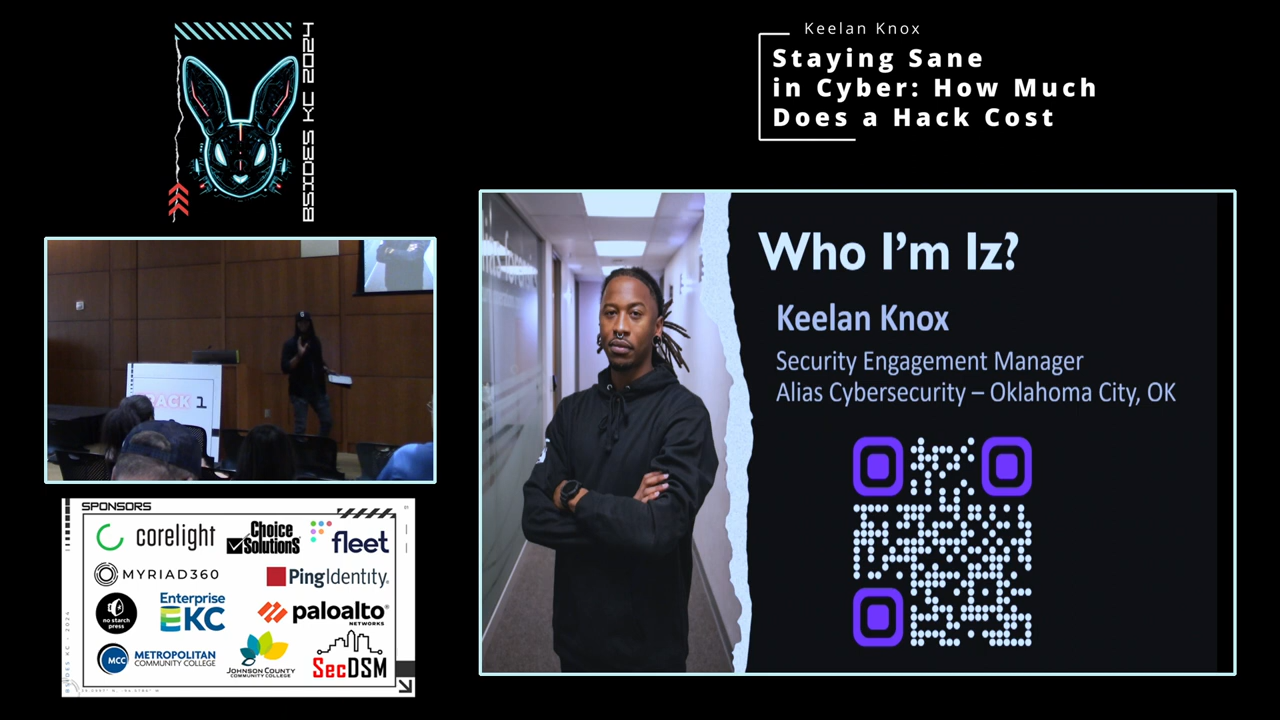 BSIDES KC 2024
Keelan Knox
Staying Sane
in Cyber: How Much
Does a Hack Cost
Who I'm Iz?
Keelan Knox
Security Engagement Manager
Alias Cybersecurity – Oklahoma City, OK
TRACK 1
SPONSORS
corelight
Choice
Solutions
fleet
MYRIAD360
PingIdentity
no starch
press
Enterprise
EKC
paloalto
NETWORKS
MCC
METROPOLITAN
COMMUNITY COLLEGE
JOHNSON COUNTY
COMMUNITY COLLEGE
SecDSM